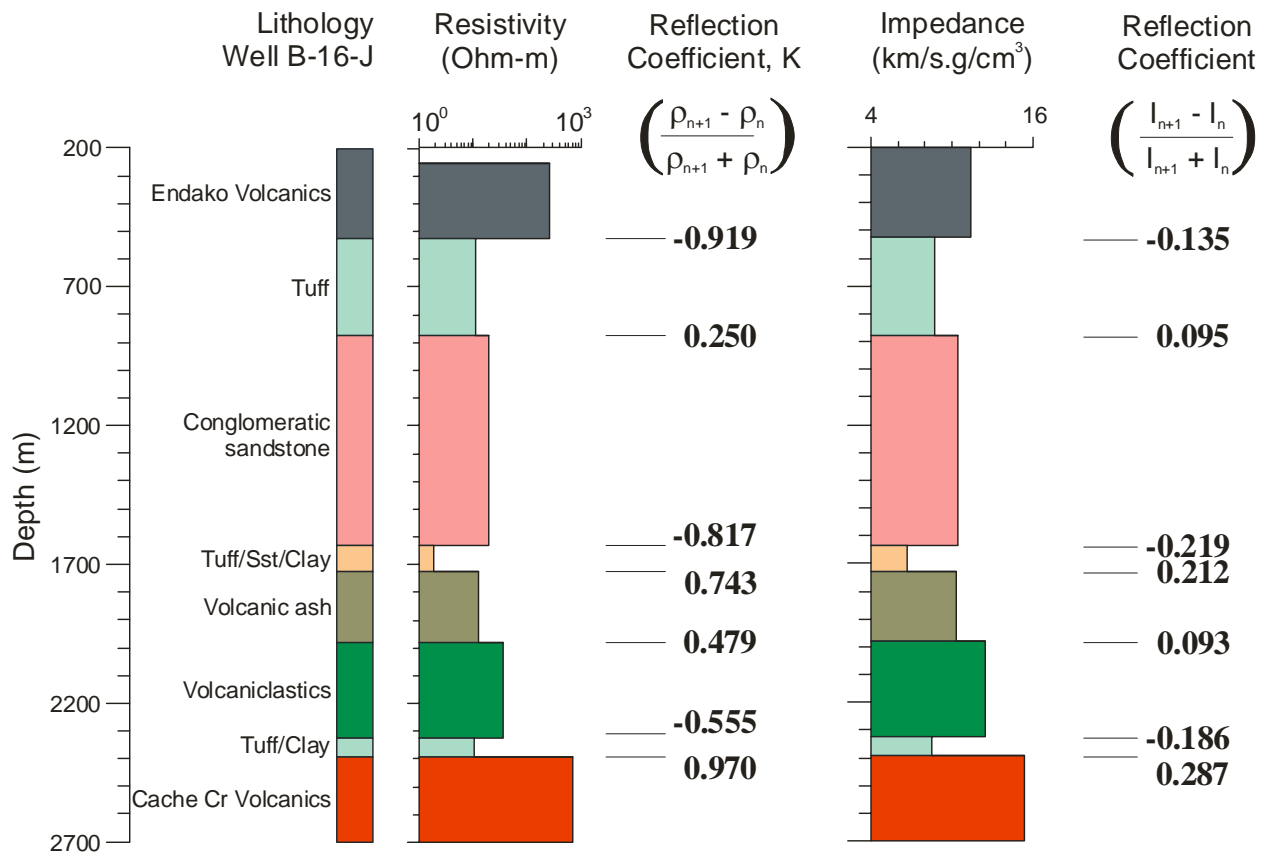 Lithology
Well B-16-J
Resistivity
(Ohm-m)
Reflection
Coefficient, K
Impedance
(km/s.g/cm³)
Reflection
Coefficient
10⁰ 10³
(ρn+1 - ρn
ρn+1 + ρn)
4 16
(In+1 - In
In+1 + In)
Depth (m)
200
700
1200
1700
2200
2700
Endako Volcanics
Tuff
Conglomeratic
sandstone
Tuff/Sst/Clay
Volcanic ash
Volcaniclastics
Tuff/Clay
Cache Cr Volcanics
-0.919
0.250
-0.817
0.743
0.479
-0.555
0.970
-0.135
0.095
-0.219
0.212
0.093
-0.186
0.287